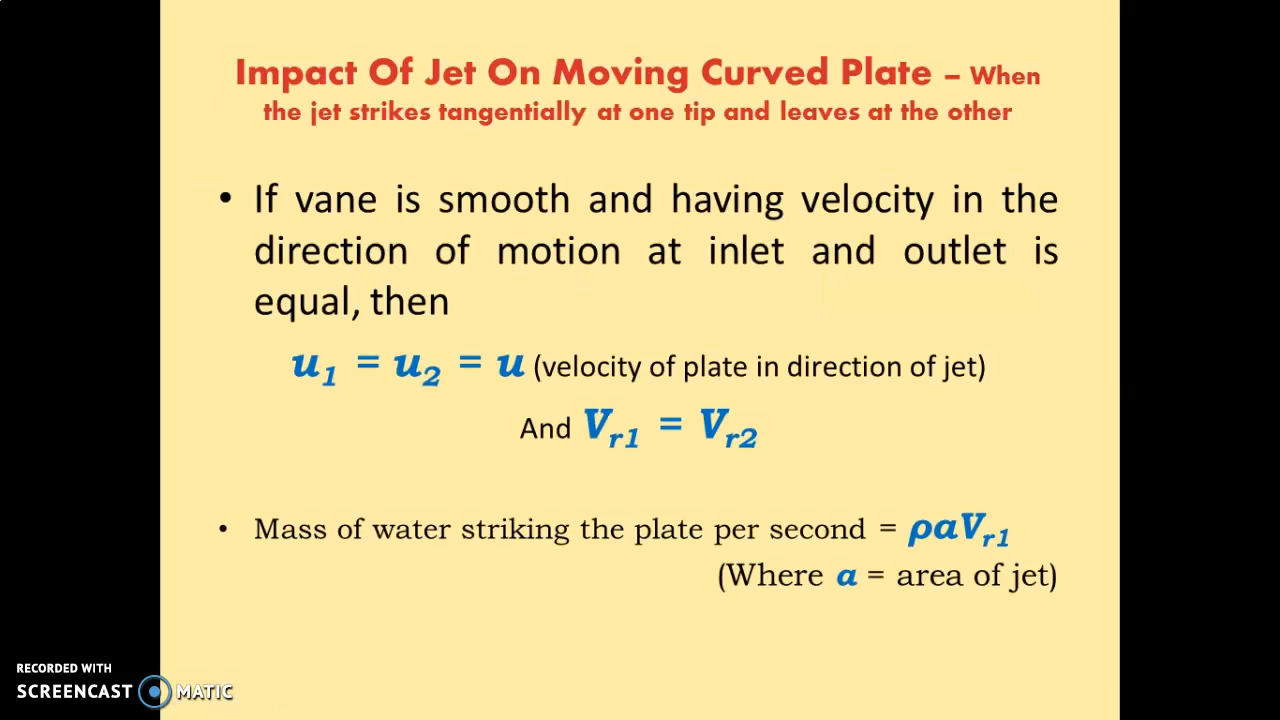 Impact Of Jet On Moving Curved Plate – When
the jet strikes tangentially at one tip and leaves at the other
• If vane is smooth and having velocity in the
direction of motion at inlet and outlet is
equal, then
u1 = u2 = u (velocity of plate in direction of jet)
And Vr1 = Vr2
• Mass of water striking the plate per second = ρaVr1
(Where a = area of jet)
RECORDED WITH
SCREENCAST MATIC